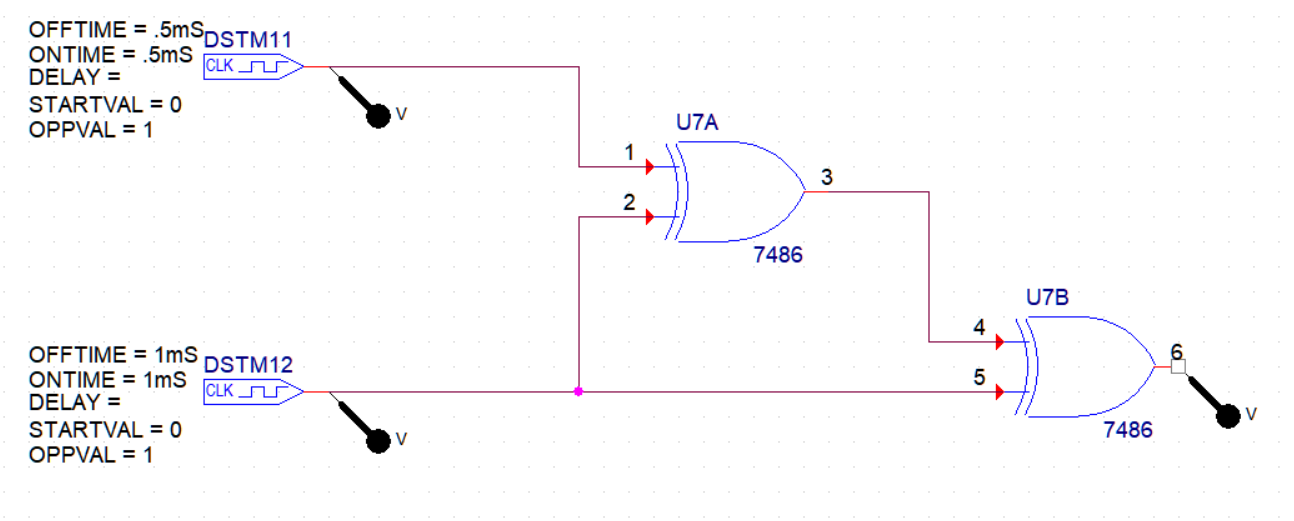 OFFTIME = .5mS
DSTM11
ONTIME = .5mS
CLK
DELAY =
STARTVAL = 0
OPPVAL = 1
V
U7A
1
2
3
7486
U7B
4
5
6
7486
V
OFFTIME = 1mS
DSTM12
ONTIME = 1mS
CLK
DELAY =
STARTVAL = 0
OPPVAL = 1
V